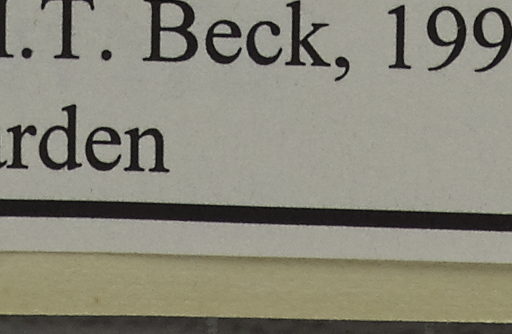 .T. Beck, 199
rden